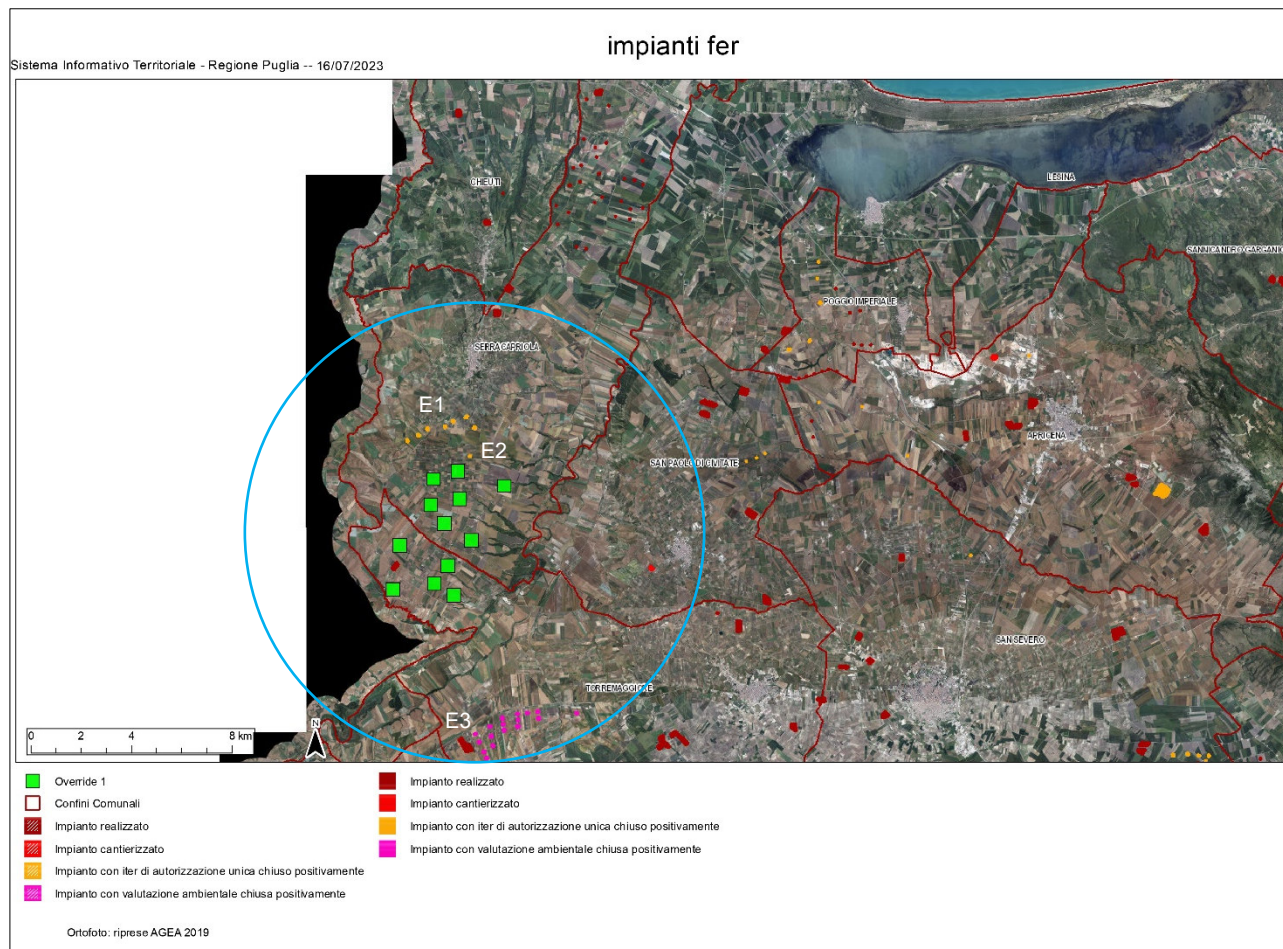 impianti fer
Sistema Informativo Territoriale - Regione Puglia -- 16/07/2023
CHIEUTI
LESINA
SANNICANDRO GARGANICO
POGGIO IMPERIALE
SERRACAPRIOLA
E1
APRICENA
E2
SAN PAOLO DI CIVITATE
SAN SEVERO
TORREMAGGIORE
E3
N
0 2 4 8 km
Override 1
Confini Comunali
Impianto realizzato
Impianto cantierizzato
Impianto con iter di autorizzazione unica chiuso positivamente
Impianto con valutazione ambientale chiusa positivamente
Impianto realizzato
Impianto cantierizzato
Impianto con iter di autorizzazione unica chiuso positivamente
Impianto con valutazione ambientale chiusa positivamente
Ortofoto: riprese AGEA 2019